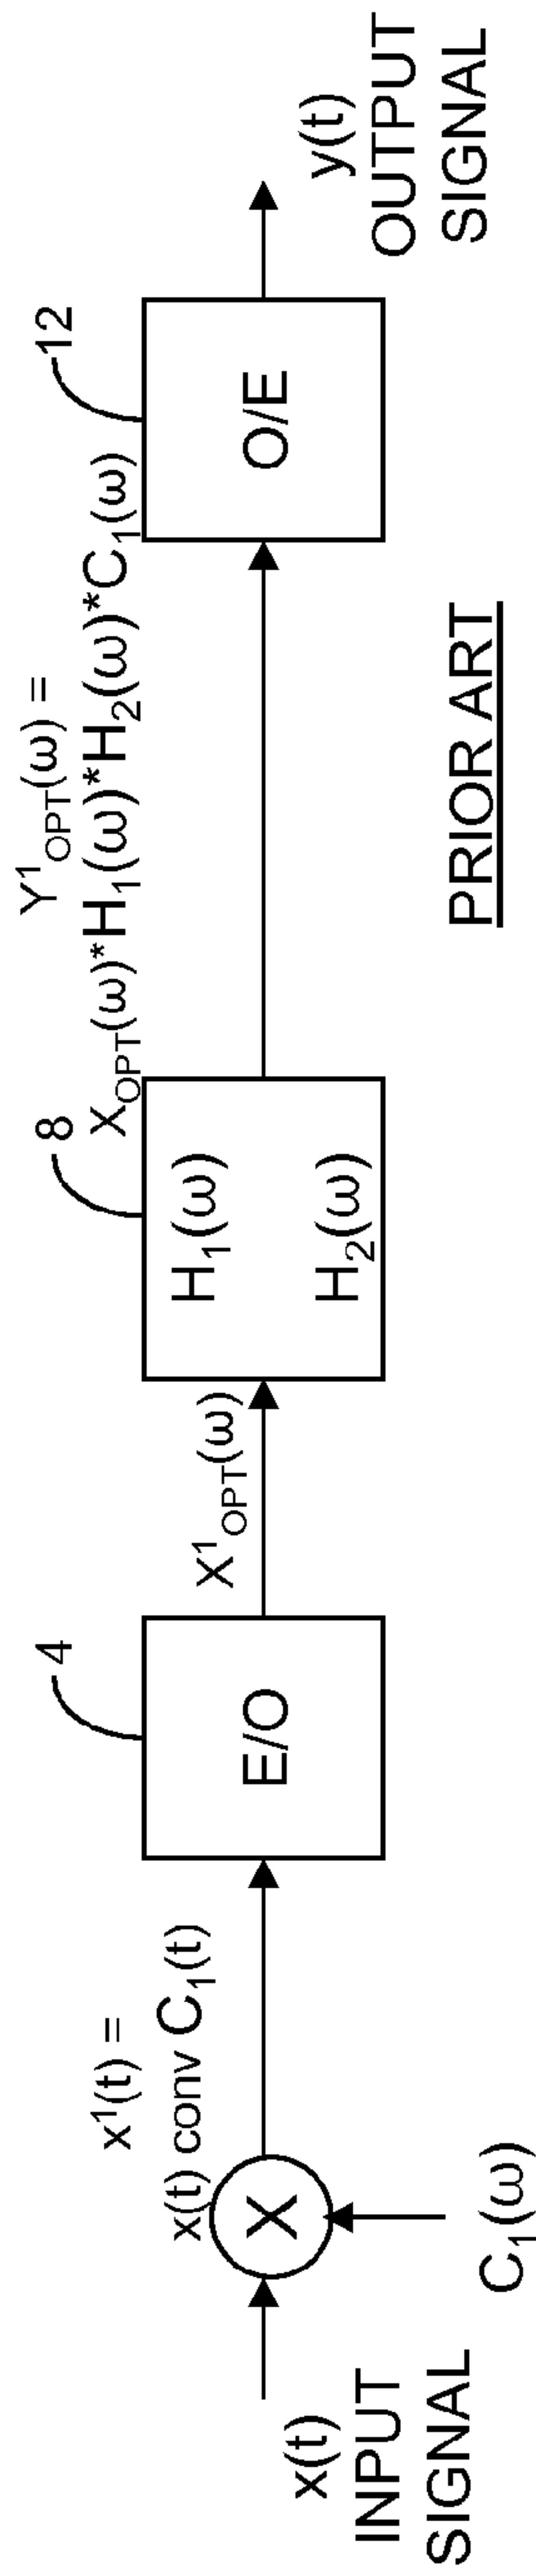 x(t)
INPUT
SIGNAL
X
C₁(ω)
x¹(t) =
x(t) conv C₁(t)
4
E/O
X¹OPT(ω)
8
H₁(ω)
H₂(ω)
Y¹OPT(ω) =
XOPT(ω)*H₁(ω)*H₂(ω)*C₁(ω)
12
O/E
y(t)
OUTPUT
SIGNAL
PRIOR ART